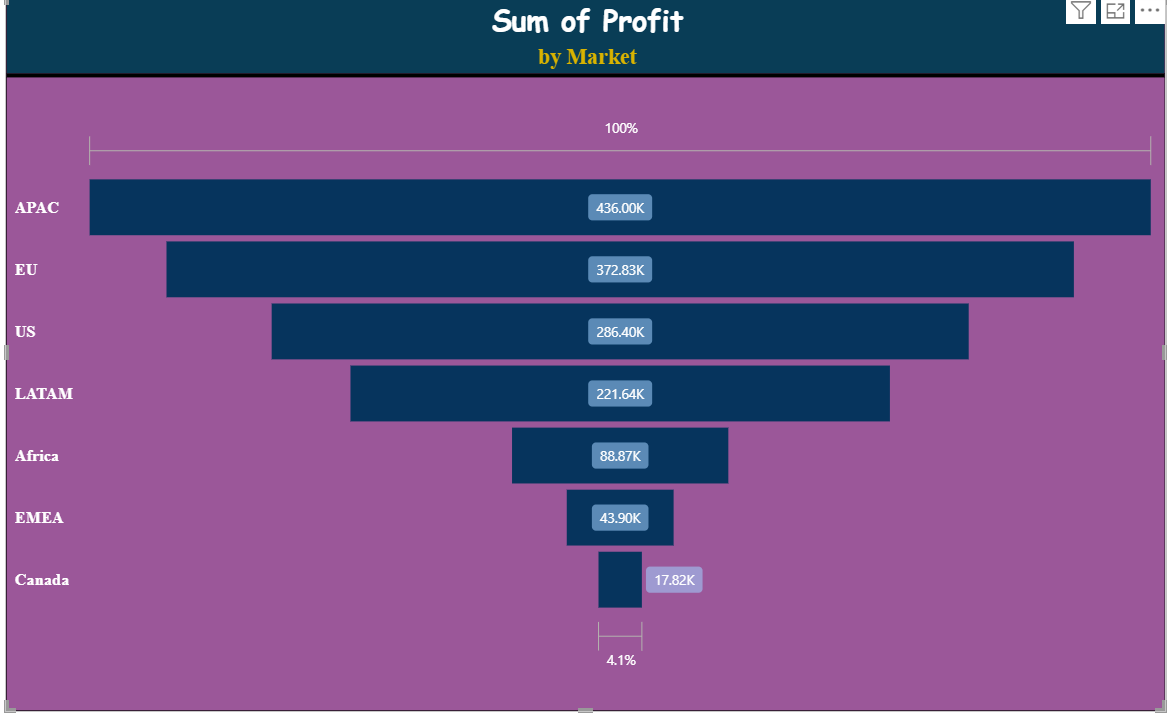 Sum of Profit
by Market
100%
APAC 436.00K
EU 372.83K
US 286.40K
LATAM 221.64K
Africa 88.87K
EMEA 43.90K
Canada 17.82K
4.1%